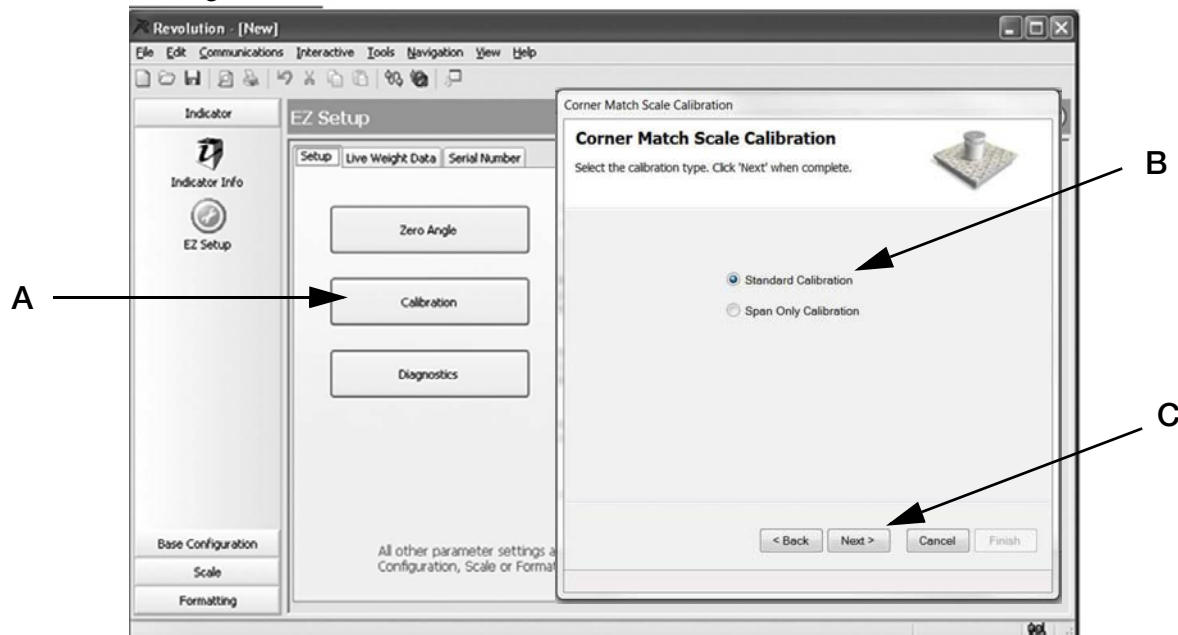 Revolution - [New]
File Edit Communications Interactive Tools Navigation View Help
Indicator
Indicator Info
EZ Setup
Base Configuration
Scale
Formatting
EZ Setup
Setup Live Weight Data Serial Number
Zero Angle
Calibration
Diagnostics
All other parameter settings a
Configuration, Scale or Format
Corner Match Scale Calibration
Corner Match Scale Calibration
Select the calibration type. Click 'Next' when complete.
Standard Calibration
Span Only Calibration
< Back Next > Cancel Finish
A
B
C